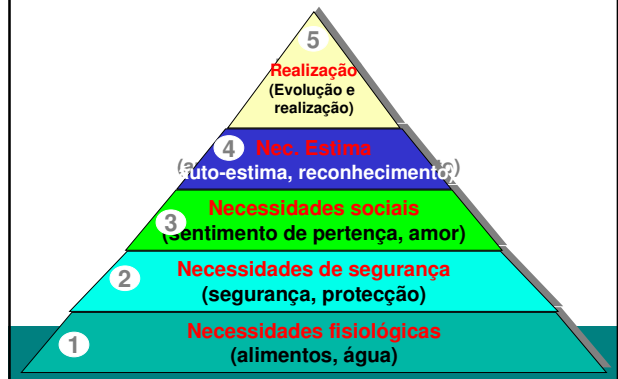 5
Realização
(Evolução e
realização)
4
Nec. Estima
(auto-estima, reconhecimento)
Necessidades sociais
3
(sentimento de pertença, amor)
Necessidades de segurança
2
(segurança, protecção)
Necessidades fisiológicas
1
(alimentos, água)